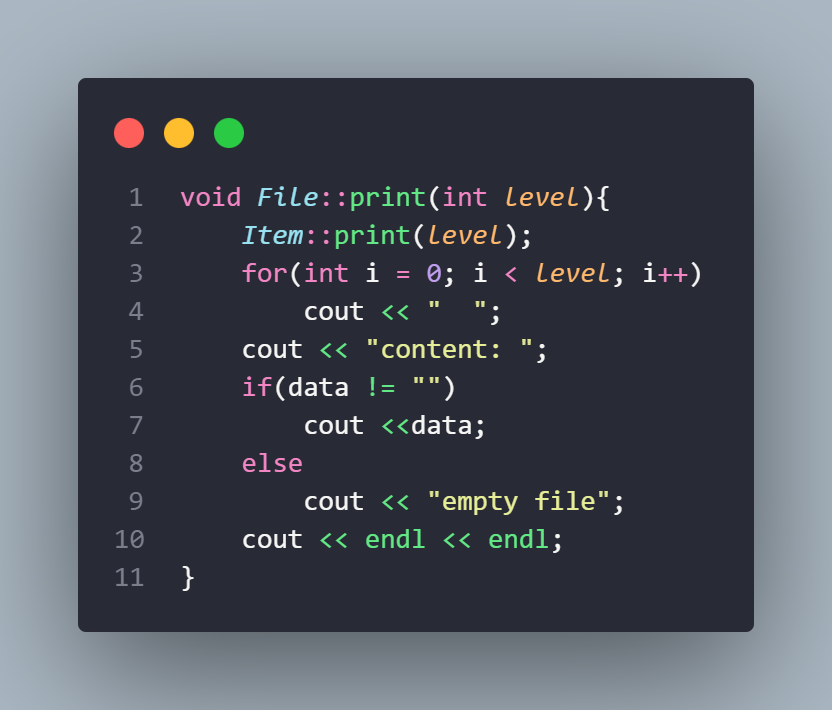 1 void File::print(int level){
2     Item::print(level);
3     for(int i = 0; i < level; i++)
4         cout << "  ";
5     cout << "content: ";
6     if(data != "")
7         cout <<data;
8     else
9         cout << "empty file";
10     cout << endl << endl;
11 }